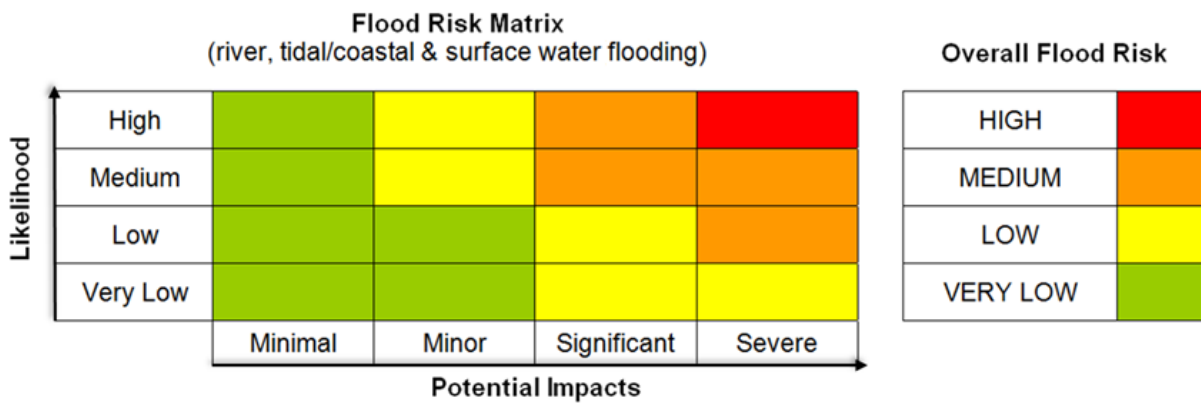 Flood Risk Matrix
(river, tidal/coastal & surface water flooding)
Likelihood
High
Medium
Low
Very Low
Minimal Minor Significant Severe
Potential Impacts
Overall Flood Risk
HIGH
MEDIUM
LOW
VERY LOW